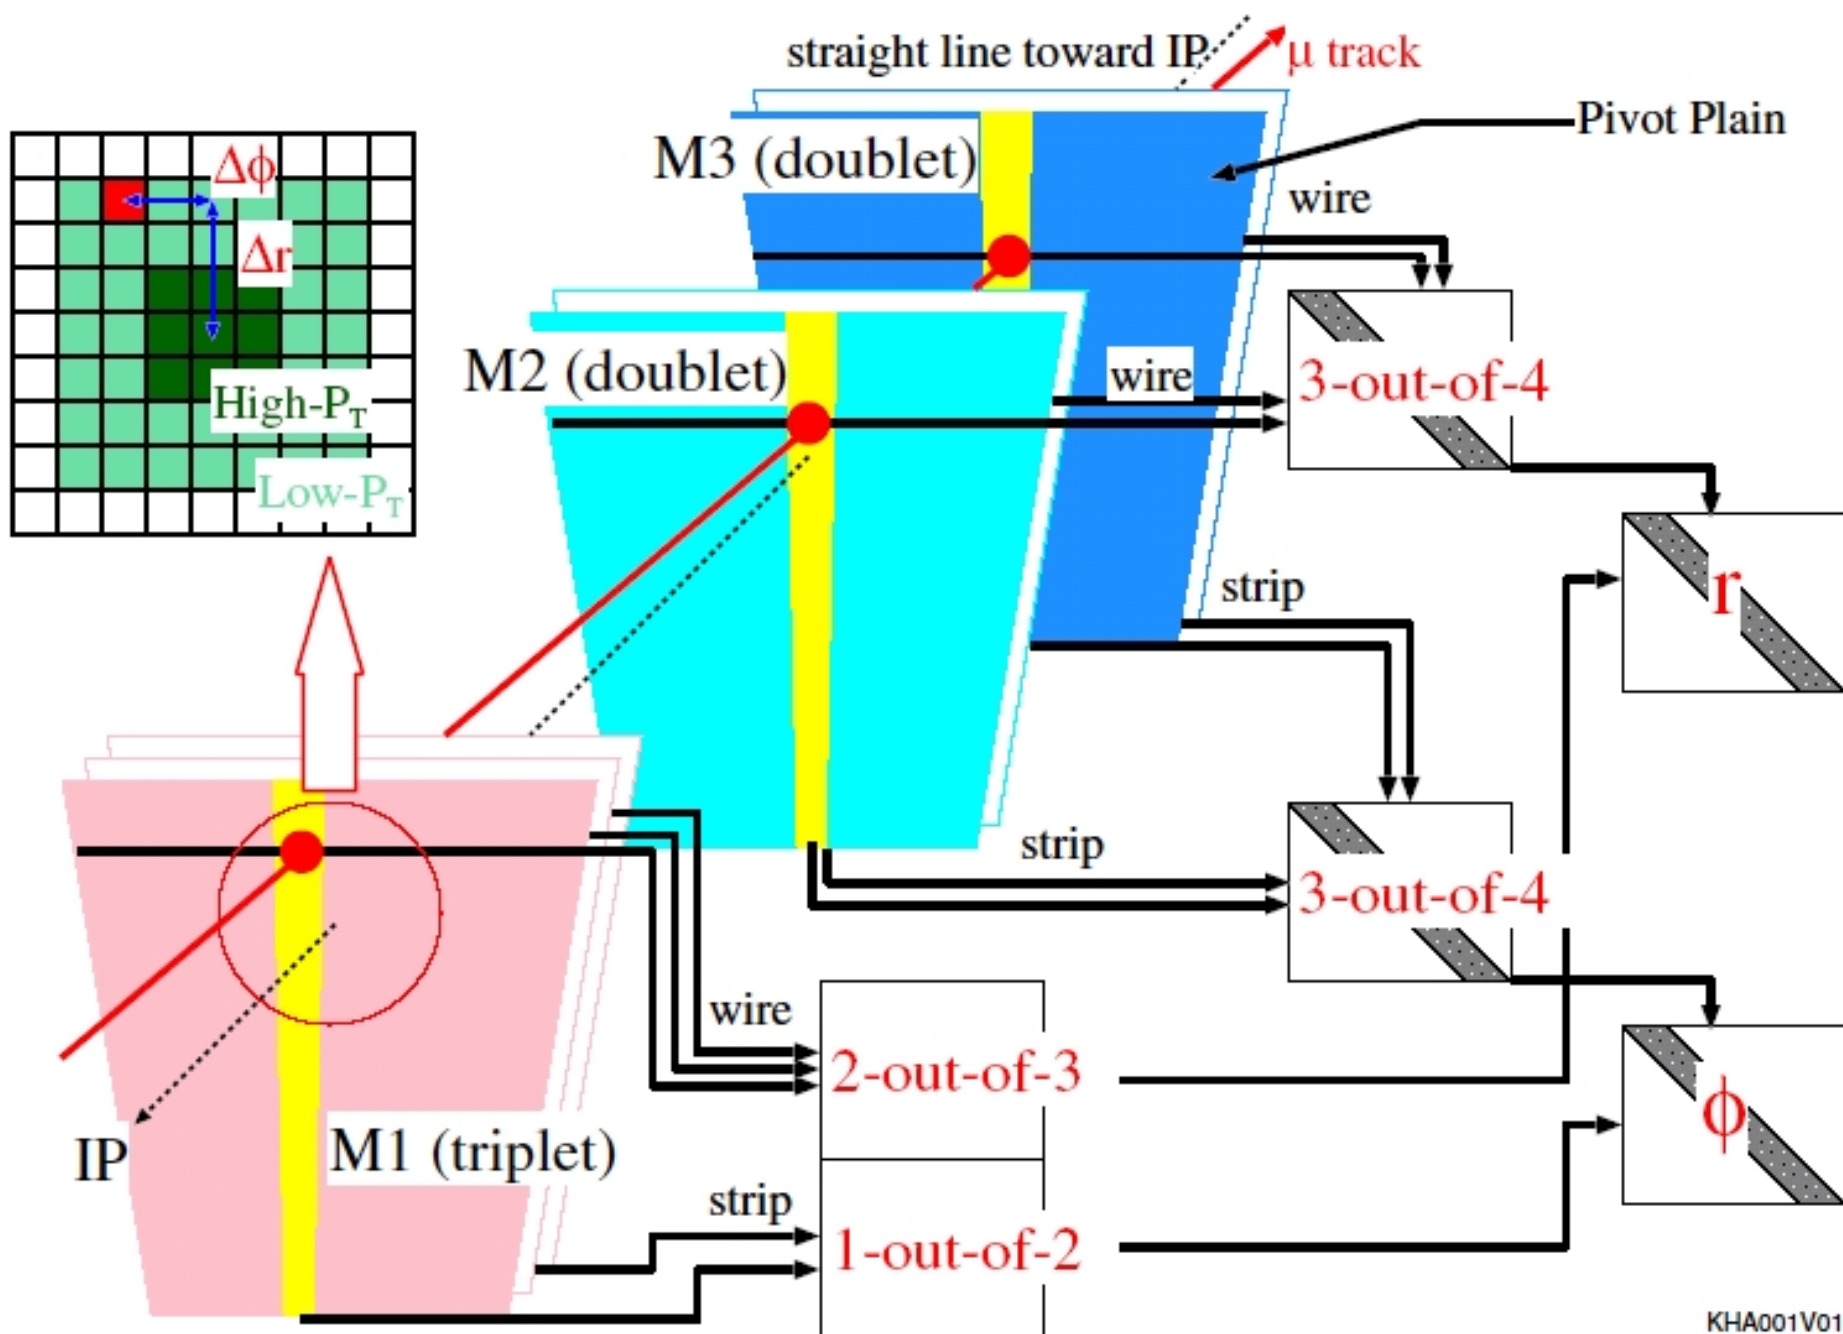 straight line toward IP
μ track
Pivot Plain
Δϕ
M3 (doublet)
wire
Δr
M2 (doublet)
wire
3-out-of-4
High-P_T
Low-P_T
strip
r
strip
3-out-of-4
wire
2-out-of-3
ϕ
IP
M1 (triplet)
strip
1-out-of-2
KHA001V01